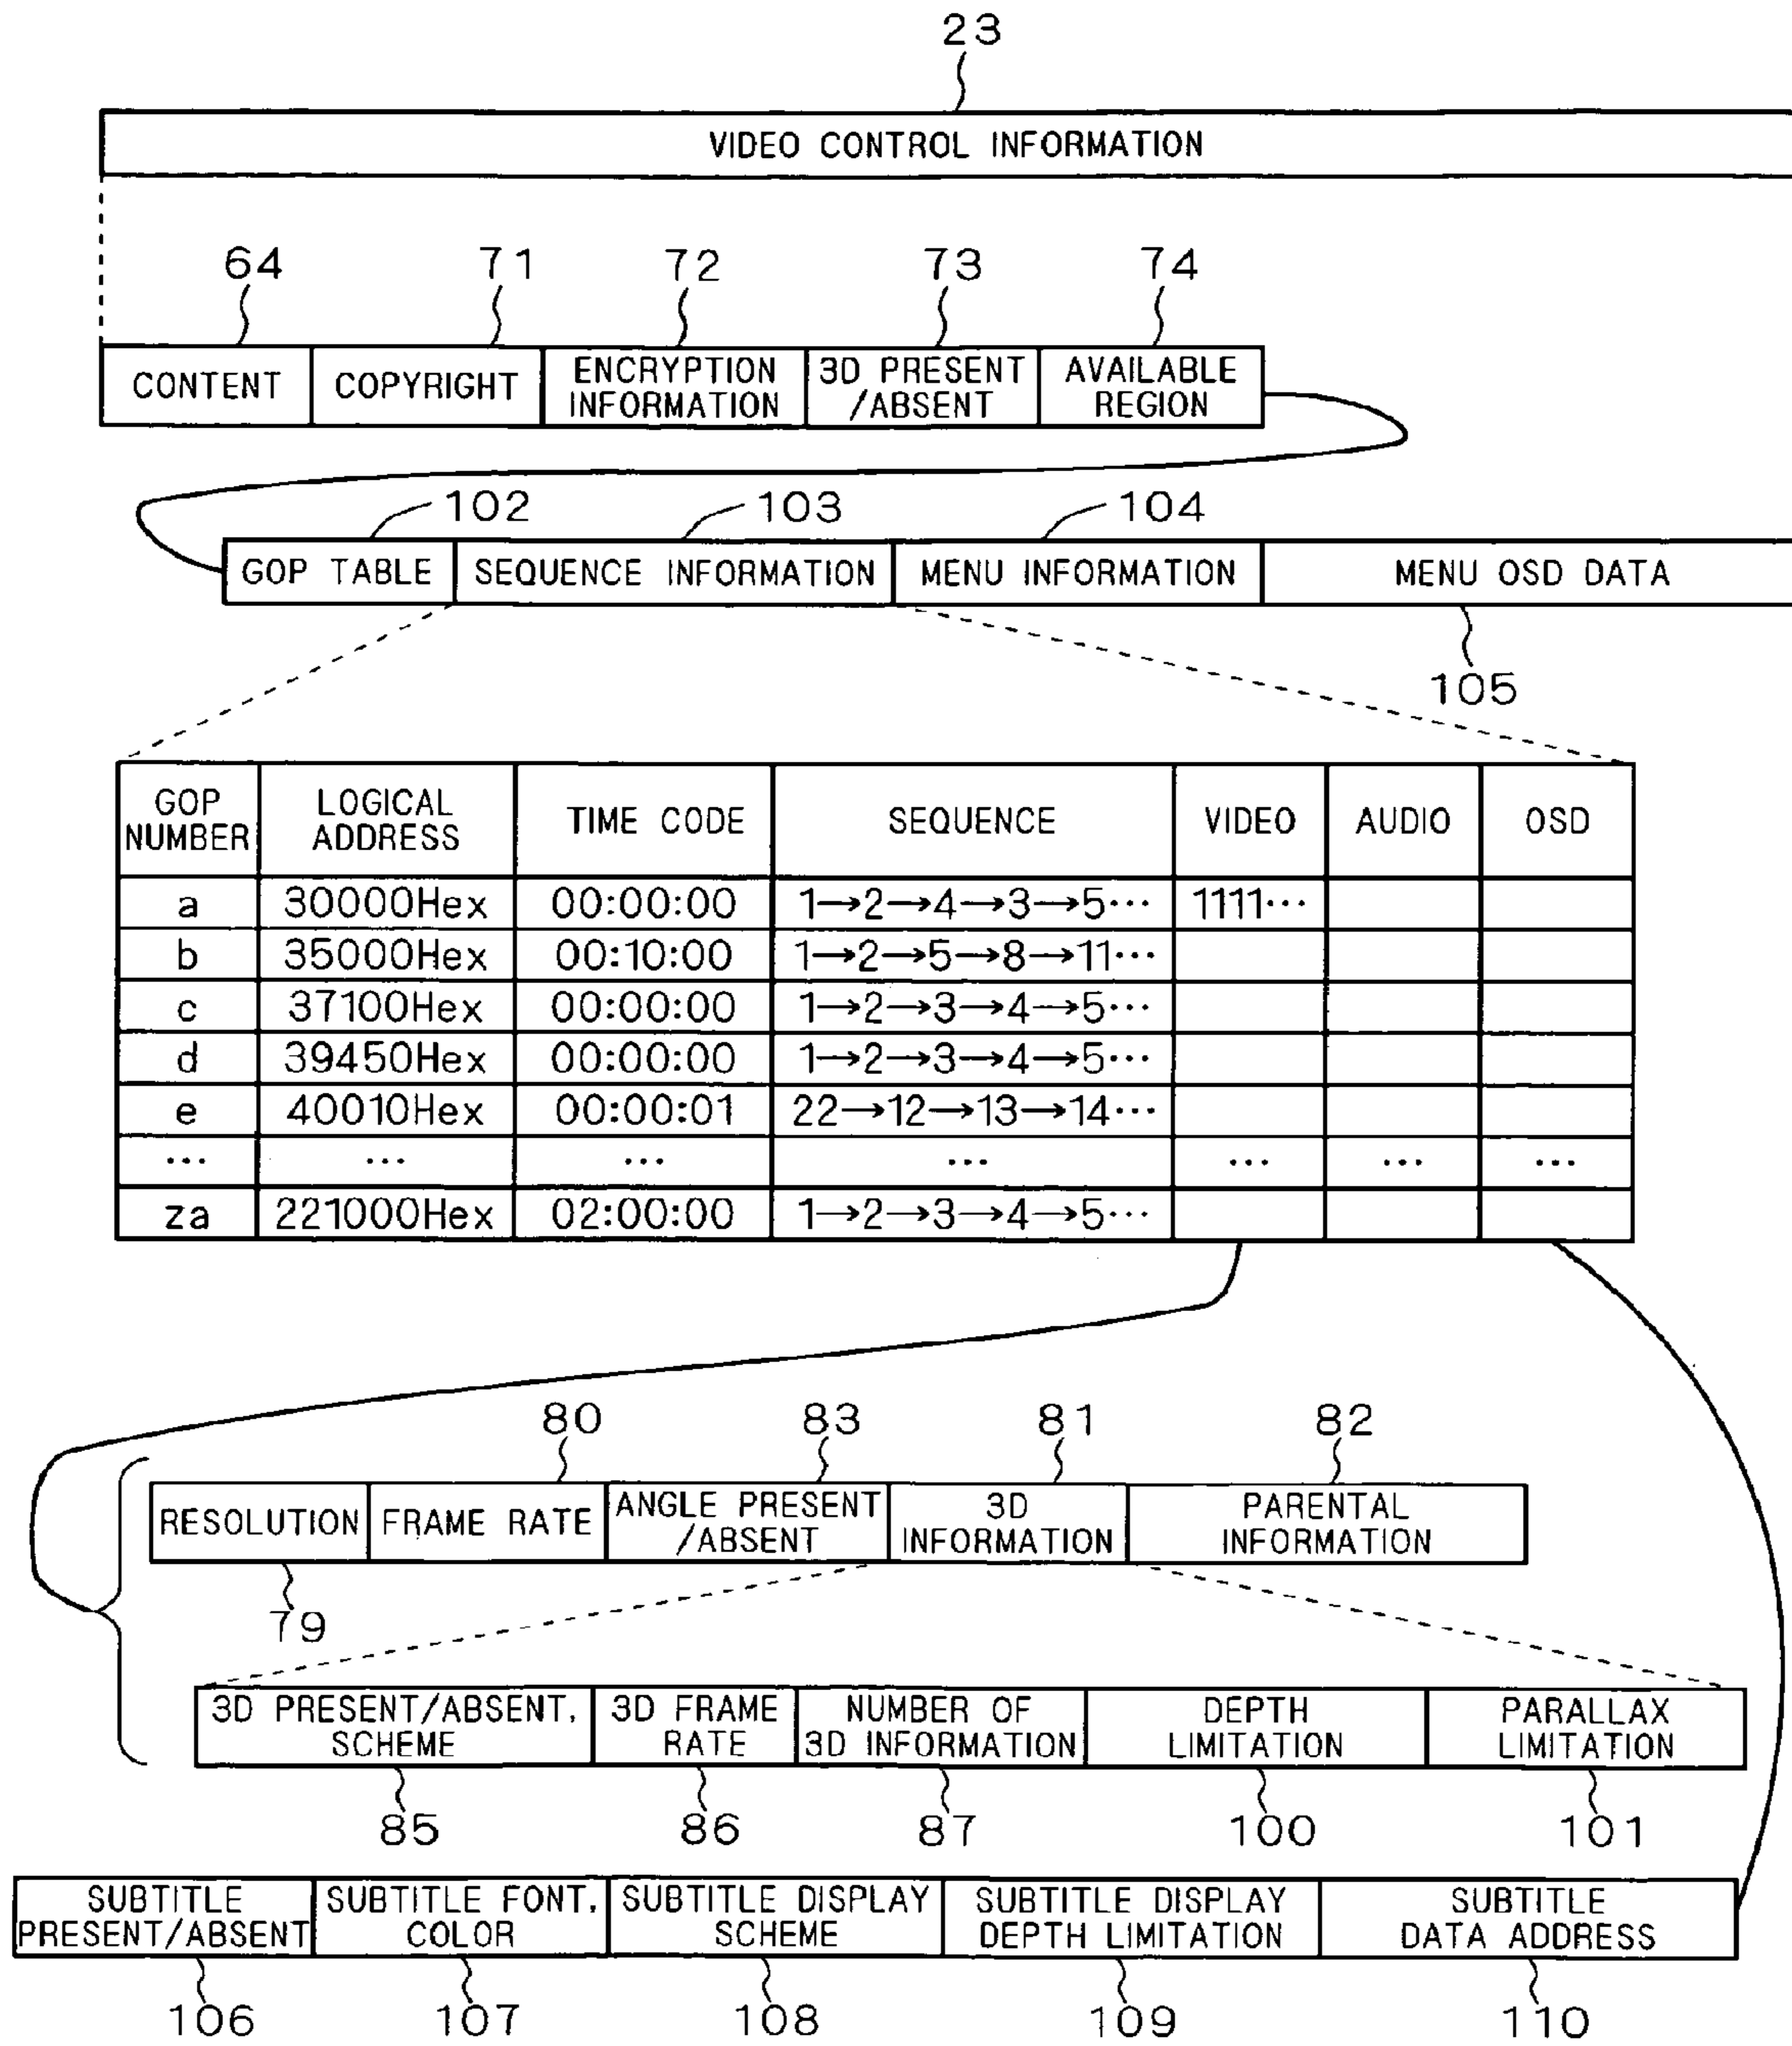 23
VIDEO CONTROL INFORMATION
64 71 72 73 74
CONTENT COPYRIGHT ENCRYPTION INFORMATION 3D PRESENT /ABSENT AVAILABLE REGION
102 103 104
GOP TABLE SEQUENCE INFORMATION MENU INFORMATION MENU OSD DATA
105
GOP NUMBER LOGICAL ADDRESS TIME CODE SEQUENCE VIDEO AUDIO OSD
a 30000Hex 00:00:00 1→2→4→3→5··· 1111···
b 35000Hex 00:10:00 1→2→5→8→11···
c 37100Hex 00:00:00 1→2→3→4→5···
d 39450Hex 00:00:00 1→2→3→4→5···
e 40010Hex 00:00:01 22→12→13→14···
··· ··· ··· ··· ··· ··· ···
za 221000Hex 02:00:00 1→2→3→4→5···
80 83 81 82
RESOLUTION FRAME RATE ANGLE PRESENT /ABSENT 3D INFORMATION PARENTAL INFORMATION
79
3D PRESENT/ABSENT, SCHEME 3D FRAME RATE NUMBER OF 3D INFORMATION DEPTH LIMITATION PARALLAX LIMITATION
85 86 87 100 101
SUBTITLE PRESENT/ABSENT SUBTITLE FONT, COLOR SUBTITLE DISPLAY SCHEME SUBTITLE DISPLAY DEPTH LIMITATION SUBTITLE DATA ADDRESS
106 107 108 109 110